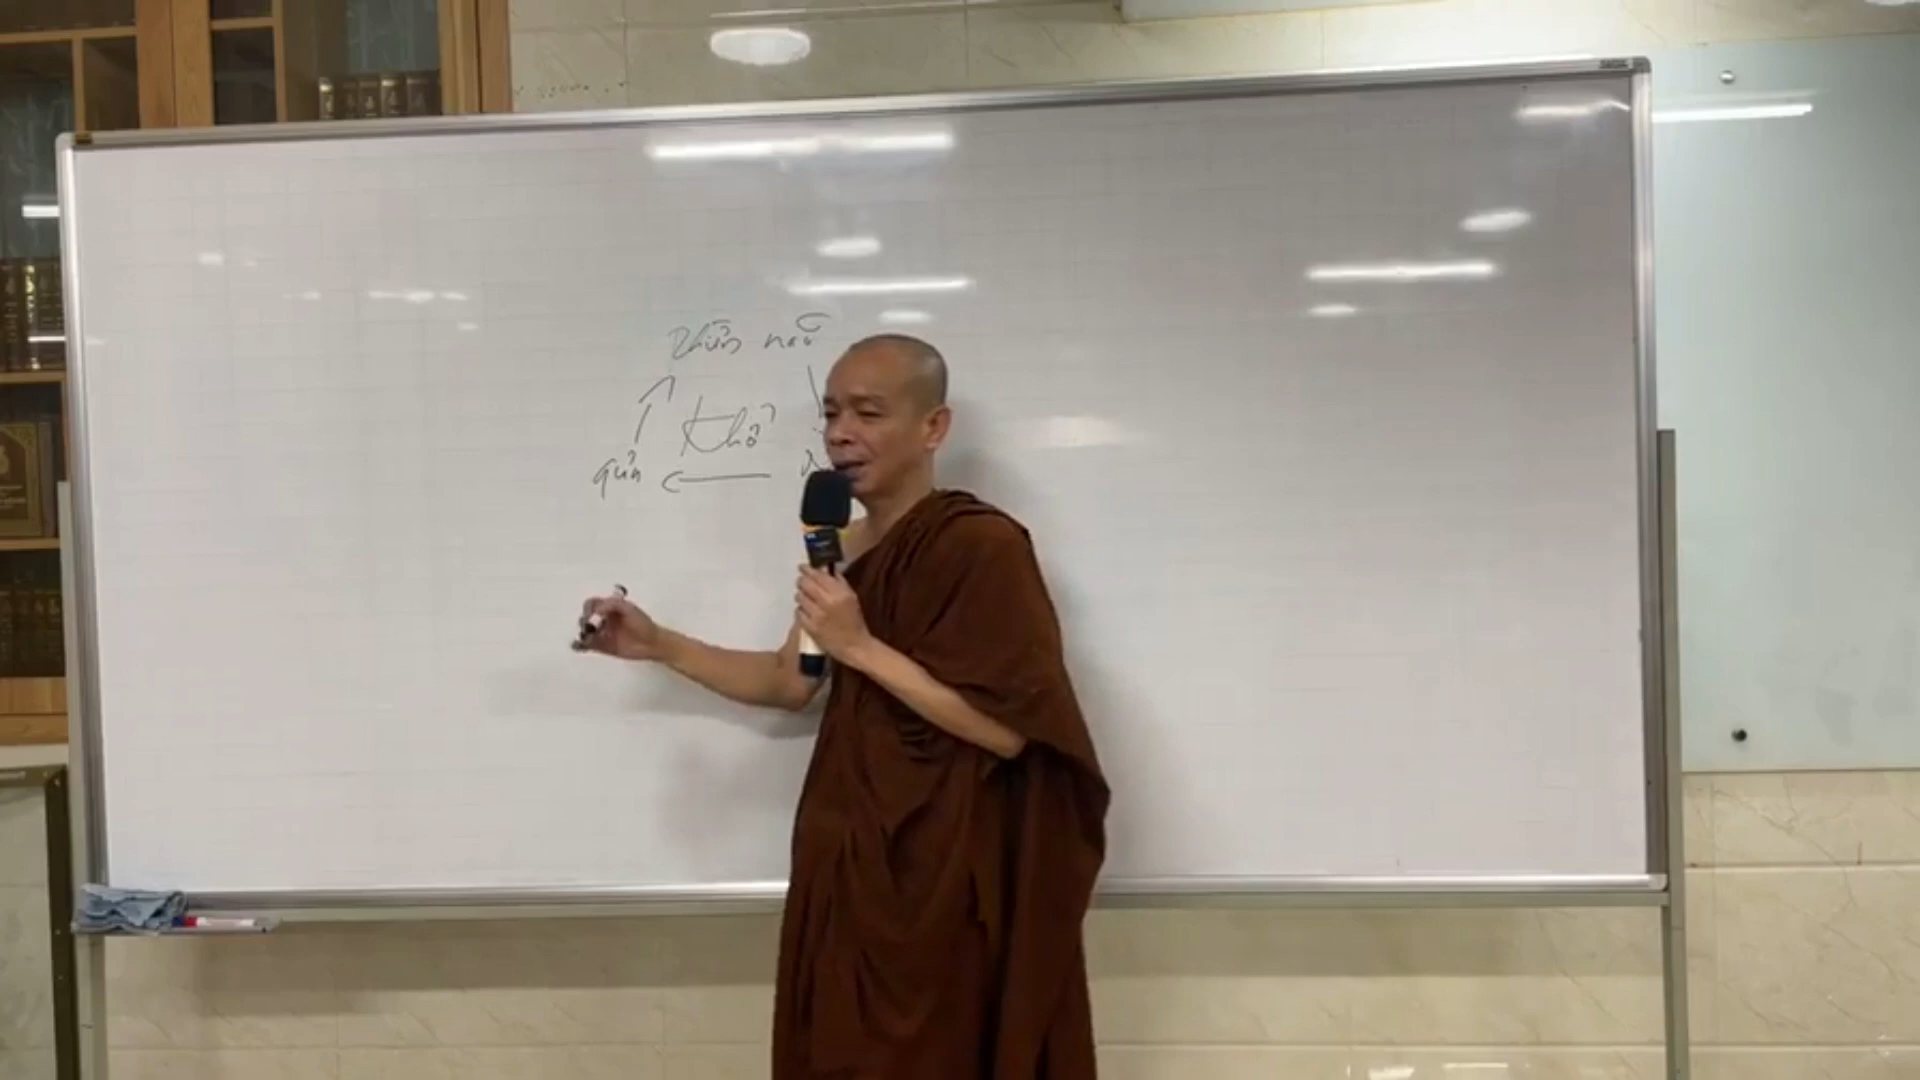 phiền não
khổ
quả